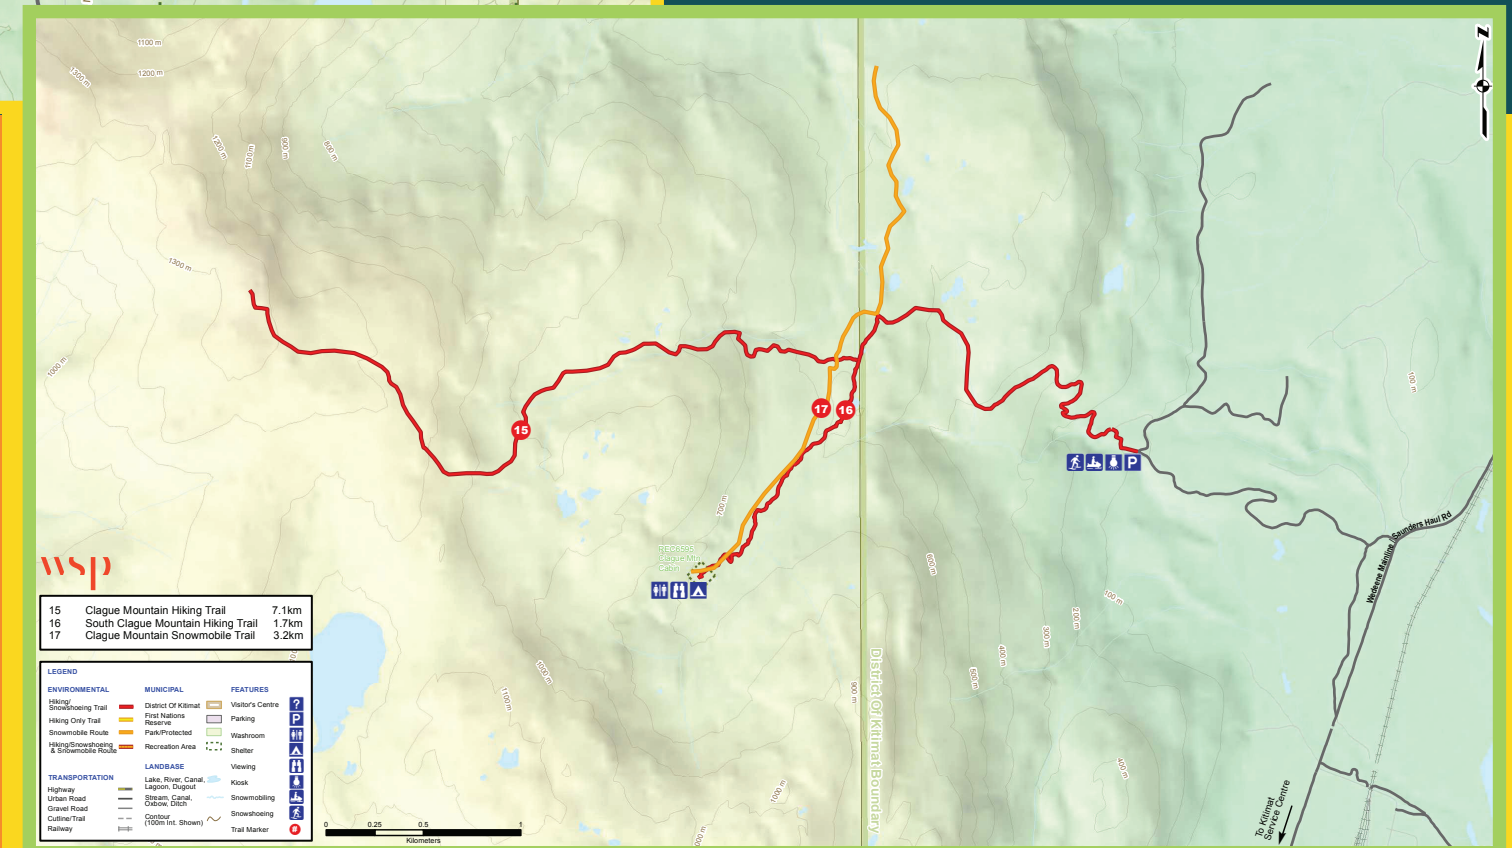 1100 m
1200 m
1300 m
1200 m
1100 m
900 m
800 m
1300 m
1000 m
N
100 m
15
17
16
P
700 m
REC6595
Clague Mtn
Cabin
Wedeene Mainline / Saunders Haul Rd
600 m
100 m
200 m
300 m
400 m
500 m
900 m
1000 m
1100 m
1000 m
400 m
District Of Kitimat Boundary
To Kitimat
Service Centre
wsp
15 Clague Mountain Hiking Trail 7.1km
16 South Clague Mountain Hiking Trail 1.7km
17 Clague Mountain Snowmobile Trail 3.2km
LEGEND
ENVIRONMENTAL
Hiking/
Snowshoeing Trail
Hiking Only Trail
Snowmobile Route
Hiking/Snowshoeing
& Snowmobile Route
TRANSPORTATION
Highway
Urban Road
Gravel Road
Cutline/Trail
Railway
MUNICIPAL
District Of Kitimat
First Nations
Reserve
Park/Protected
Recreation Area
LANDBASE
Lake, River, Canal,
Lagoon, Dugout
Stream, Canal,
Oxbow, Ditch
Contour
(100m Int. Shown)
FEATURES
Visitor's Centre ?
Parking P
Washroom
Shelter
Viewing
Kiosk
Snowmobiling
Snowshoeing
Trail Marker #
0 0.25 0.5 1
Kilometers